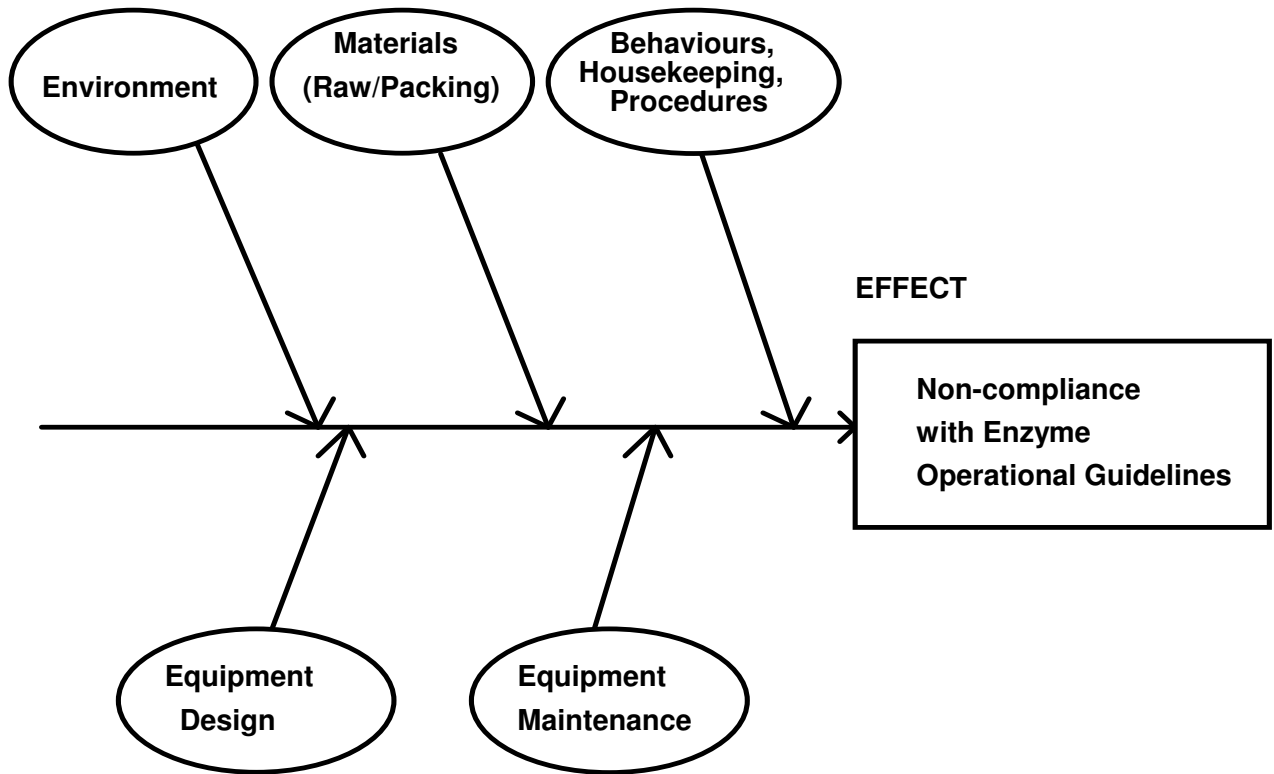 Environment
Materials
(Raw/Packing)
Behaviours,
Housekeeping,
Procedures
EFFECT
Non-compliance
with Enzyme
Operational Guidelines
Equipment
Design
Equipment
Maintenance